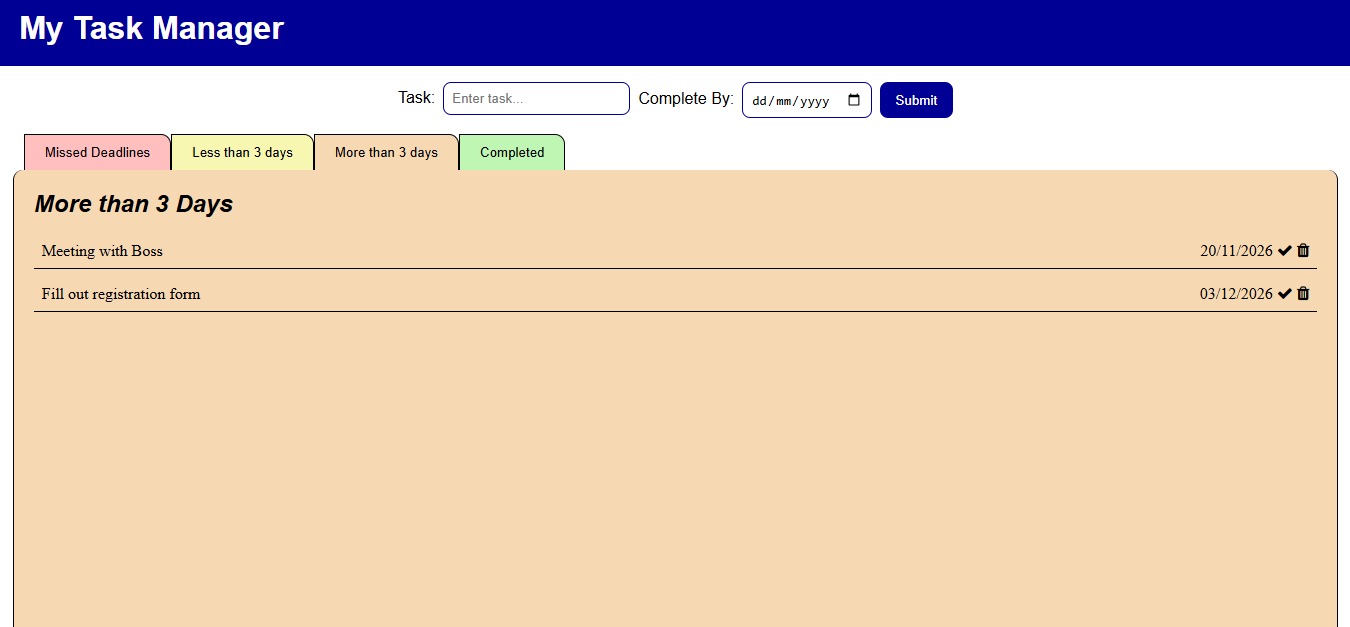 My Task Manager
Task: Enter task... Complete By: dd/mm/yyyy Submit
Missed Deadlines Less than 3 days More than 3 days Completed
More than 3 Days
Meeting with Boss 20/11/2026
Fill out registration form 03/12/2026